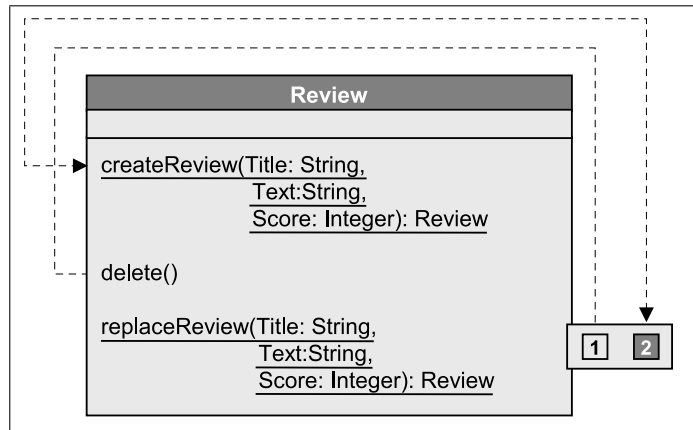 Review
createReview(Title: String,
Text:String,
Score: Integer): Review
delete()
replaceReview(Title: String,
Text:String,
Score: Integer): Review
1 2